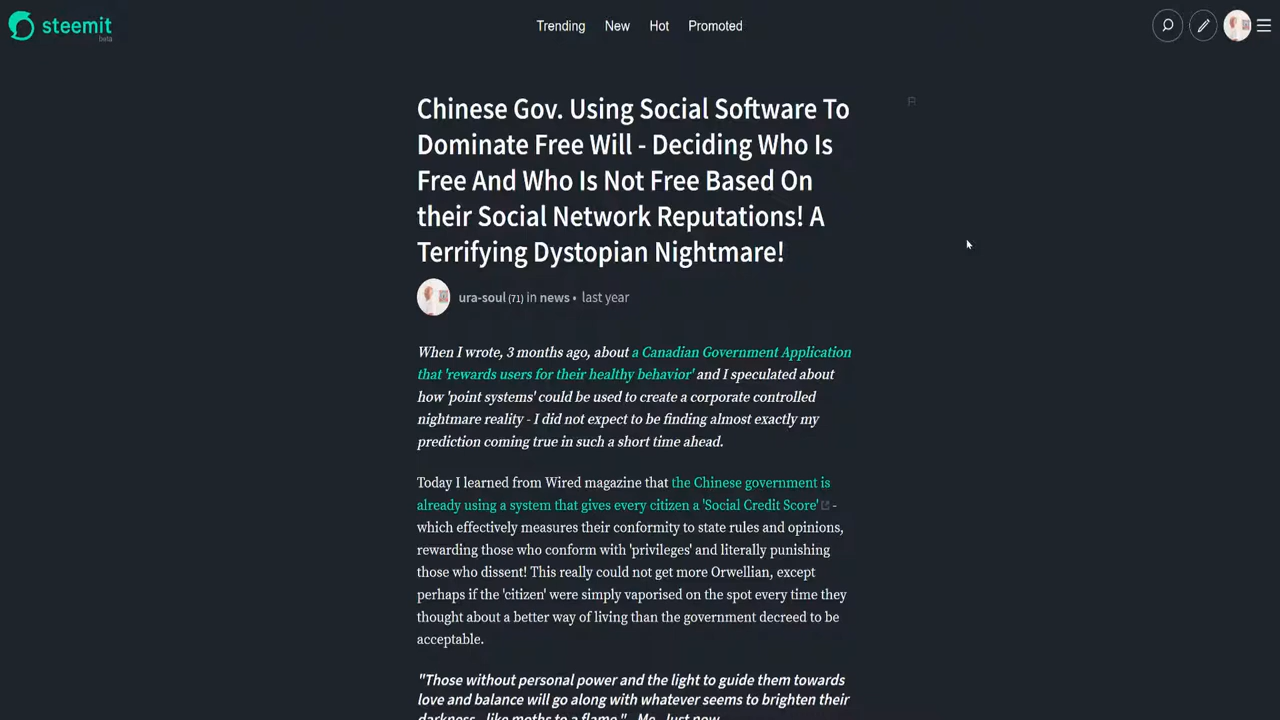 steemit
beta
Trending New Hot Promoted
Chinese Gov. Using Social Software To
Dominate Free Will - Deciding Who Is
Free And Who Is Not Free Based On
their Social Network Reputations! A
Terrifying Dystopian Nightmare!
ura-soul (71) in news • last year
When I wrote, 3 months ago, about a Canadian Government Application
that 'rewards users for their healthy behavior' and I speculated about
how 'point systems' could be used to create a corporate controlled
nightmare reality - I did not expect to be finding almost exactly my
prediction coming true in such a short time ahead.
Today I learned from Wired magazine that the Chinese government is
already using a system that gives every citizen a 'Social Credit Score' -
which effectively measures their conformity to state rules and opinions,
rewarding those who conform with 'privileges' and literally punishing
those who dissent! This really could not get more Orwellian, except
perhaps if the 'citizen' were simply vaporised on the spot every time they
thought about a better way of living than the government decreed to be
acceptable.
"Those without personal power and the light to guide them towards
love and balance will go along with whatever seems to brighten their
darkness.. like moths to a flame." - Me, Just now